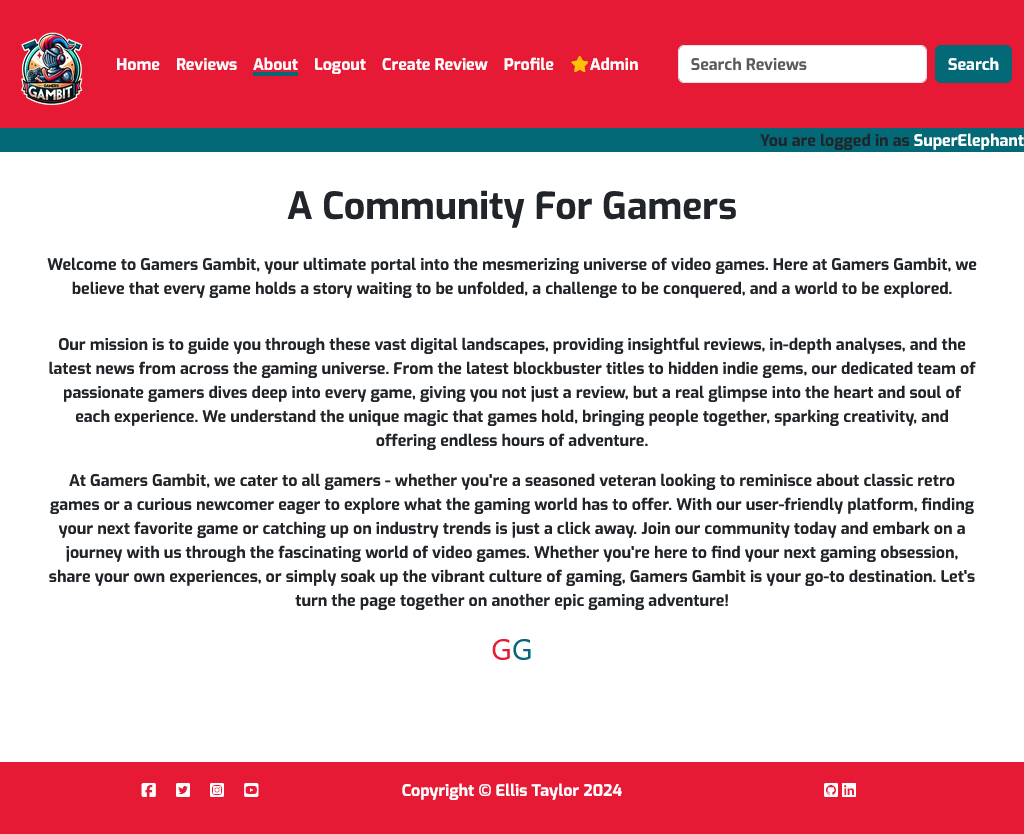 GAMERS
GAMBIT
Home Reviews About Logout Create Review Profile Admin Search Reviews Search
You are logged in as SuperElephant
A Community For Gamers
Welcome to Gamers Gambit, your ultimate portal into the mesmerizing universe of video games. Here at Gamers Gambit, we
believe that every game holds a story waiting to be unfolded, a challenge to be conquered, and a world to be explored.
Our mission is to guide you through these vast digital landscapes, providing insightful reviews, in-depth analyses, and the
latest news from across the gaming universe. From the latest blockbuster titles to hidden indie gems, our dedicated team of
passionate gamers dives deep into every game, giving you not just a review, but a real glimpse into the heart and soul of
each experience. We understand the unique magic that games hold, bringing people together, sparking creativity, and
offering endless hours of adventure.
At Gamers Gambit, we cater to all gamers - whether you're a seasoned veteran looking to reminisce about classic retro
games or a curious newcomer eager to explore what the gaming world has to offer. With our user-friendly platform, finding
your next favorite game or catching up on industry trends is just a click away. Join our community today and embark on a
journey with us through the fascinating world of video games. Whether you're here to find your next gaming obsession,
share your own experiences, or simply soak up the vibrant culture of gaming, Gamers Gambit is your go-to destination. Let's
turn the page together on another epic gaming adventure!
GG
Copyright © Ellis Taylor 2024